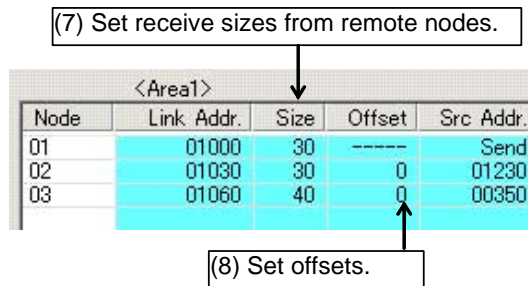 (7) Set receive sizes from remote nodes.
<Area1>
Node Link Addr. Size Offset Src Addr.
01 01000 30 ----- Send
02 01030 30 0 01230
03 01060 40 0 00350
(8) Set offsets.